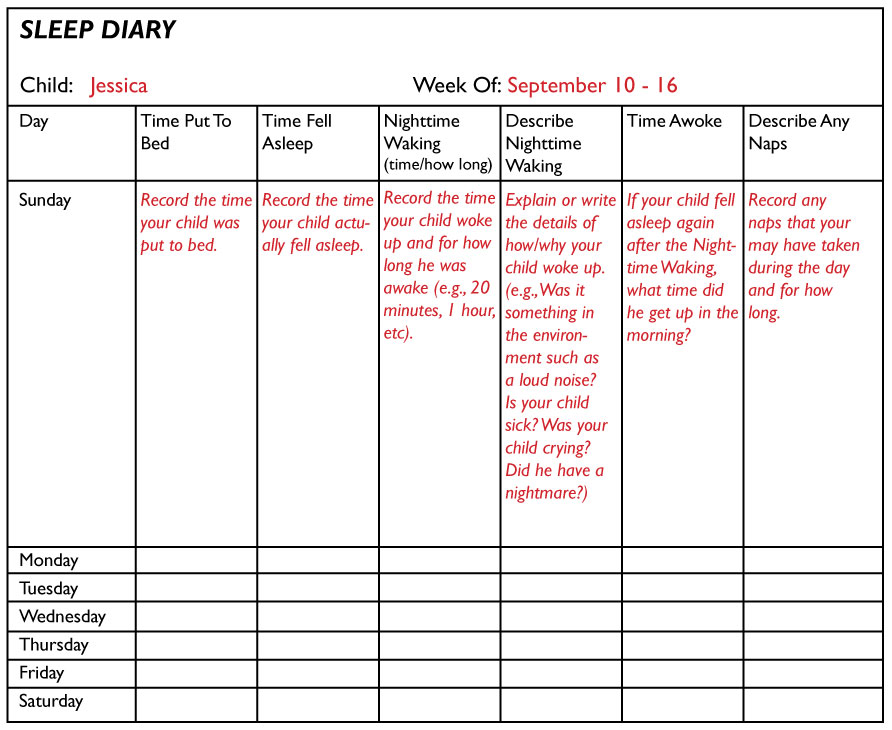 SLEEP DIARY
Child: Jessica
Week Of: September 10 - 16
Day
Time Put To
Bed
Time Fell
Asleep
Nighttime
Waking
(time/how long)
Describe
Nighttime
Waking
Time Awoke
Describe Any
Naps
Sunday
Record the time
your child was
put to bed.
Record the time
your child actu-
ally fell asleep.
Record the time
your child woke
up and for how
long he was
awake (e.g., 20
minutes, 1 hour,
etc).
Explain or write
the details of
how/why your
child woke up.
(e.g., Was it
something in
the environ-
ment such as
a loud noise?
Is your child
sick? Was your
child crying?
Did he have a
nightmare?)
If your child fell
asleep again
after the Night-
time Waking,
what time did
he get up in the
morning?
Record any
naps that your
may have taken
during the day
and for how
long.
Monday
Tuesday
Wednesday
Thursday
Friday
Saturday